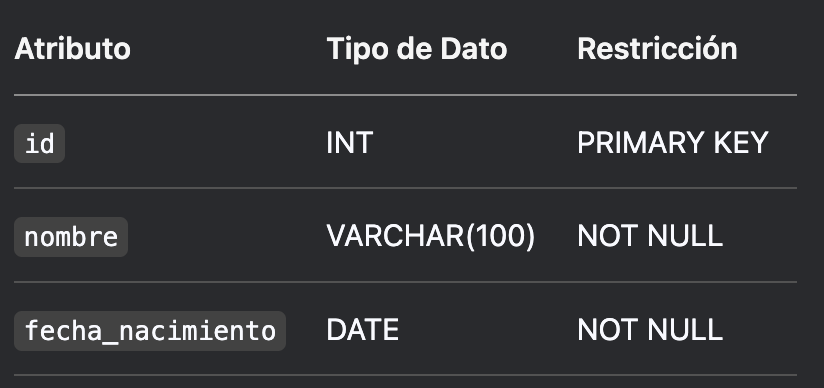 Atributo Tipo de Dato Restricción
id INT PRIMARY KEY
nombre VARCHAR(100) NOT NULL
fecha_nacimiento DATE NOT NULL